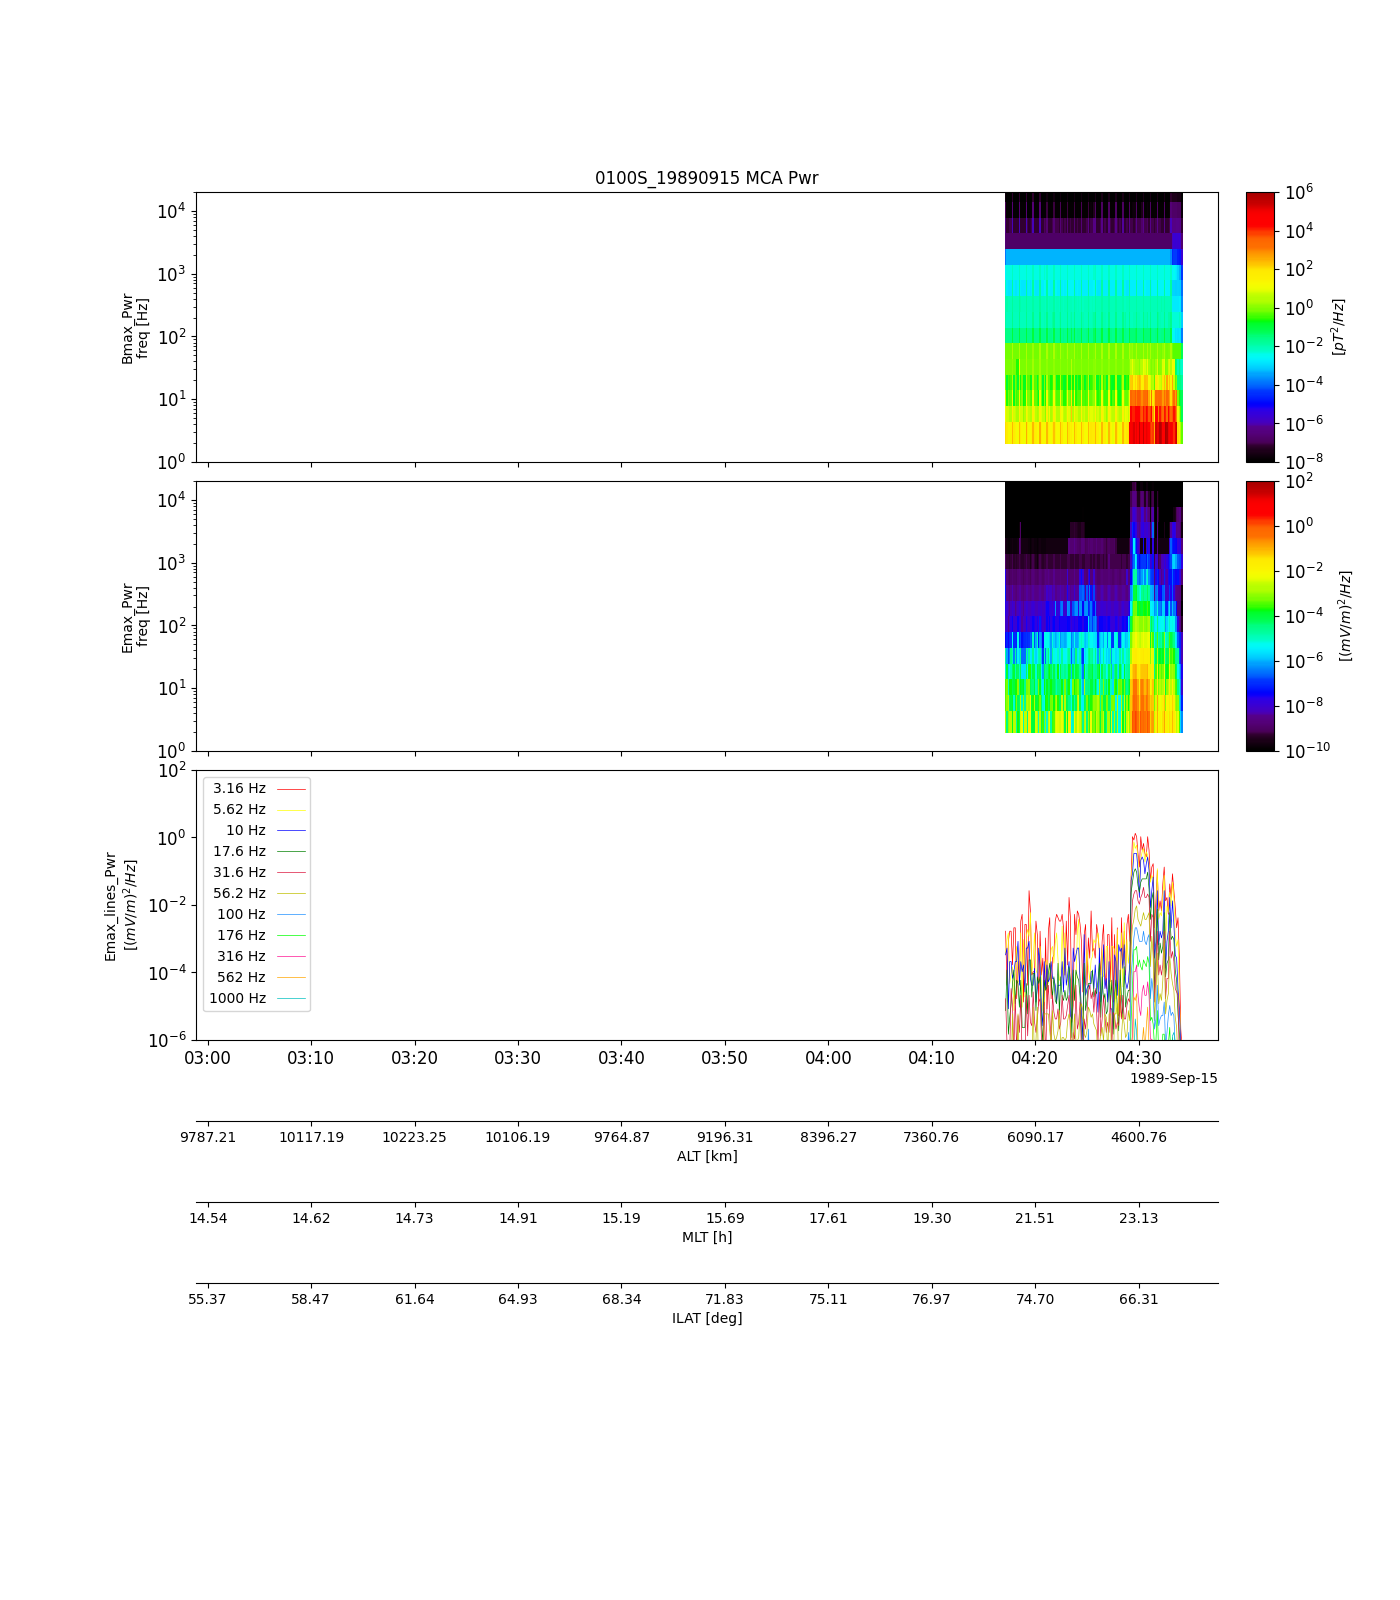 0100S_19890915 MCA Pwr
10^4
10^3
10^2
10^1
10^0
Bmax_Pwr
freq [Hz]
10^6
10^4
10^2
10^0
10^−2
10^−4
10^−6
10^−8
[pT^2/Hz]
10^4
10^3
10^2
10^1
10^0
Emax_Pwr
freq [Hz]
10^2
10^0
10^−2
10^−4
10^−6
10^−8
10^−10
[(mV/m)^2/Hz]
10^2
10^0
10^−2
10^−4
10^−6
Emax_lines_Pwr
[(mV/m)^2/Hz]
3.16 Hz
5.62 Hz
10 Hz
17.6 Hz
31.6 Hz
56.2 Hz
100 Hz
176 Hz
316 Hz
562 Hz
1000 Hz
03:00 03:10 03:20 03:30 03:40 03:50 04:00 04:10 04:20 04:30
1989-Sep-15
9787.21 10117.19 10223.25 10106.19 9764.87 9196.31 8396.27 7360.76 6090.17 4600.76
ALT [km]
14.54 14.62 14.73 14.91 15.19 15.69 17.61 19.30 21.51 23.13
MLT [h]
55.37 58.47 61.64 64.93 68.34 71.83 75.11 76.97 74.70 66.31
ILAT [deg]